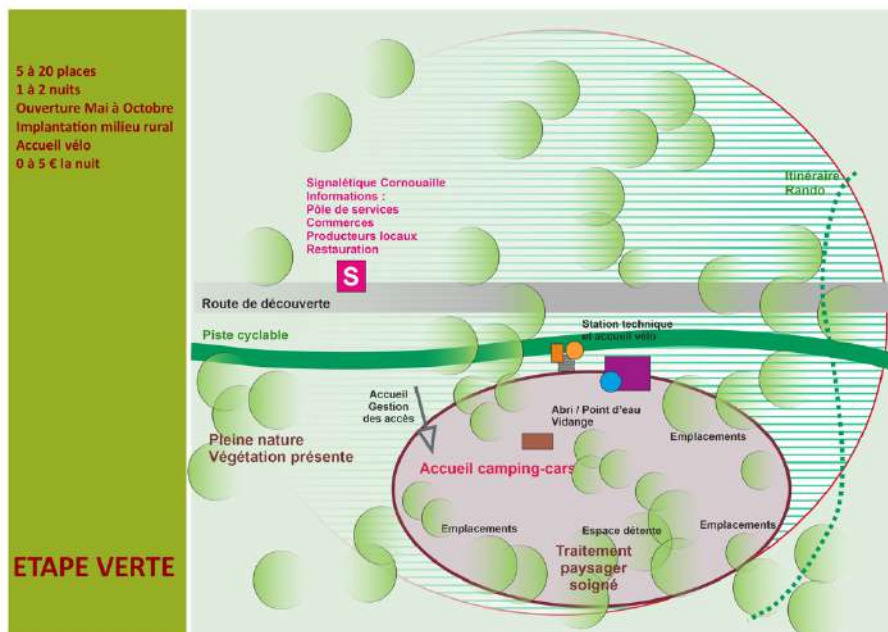 5 à 20 places
1 à 2 nuits
Ouverture Mai à Octobre
Implantation milieu rural
Accueil vélo
0 à 5 € la nuit
ETAPE VERTE
Signalétique Cornouaille
Informations :
Pôle de services
Commerces
Producteurs locaux
Restauration
S
Itinéraire
Rando
Route de découverte
Piste cyclable
Station technique
et accueil vélo
Accueil
Gestion
des accès
Abri / Point d'eau
Vidange
Emplacements
Pleine nature
Végétation présente
Accueil camping-cars
Emplacements
Espace détente
Emplacements
Traitement
paysager
soigné